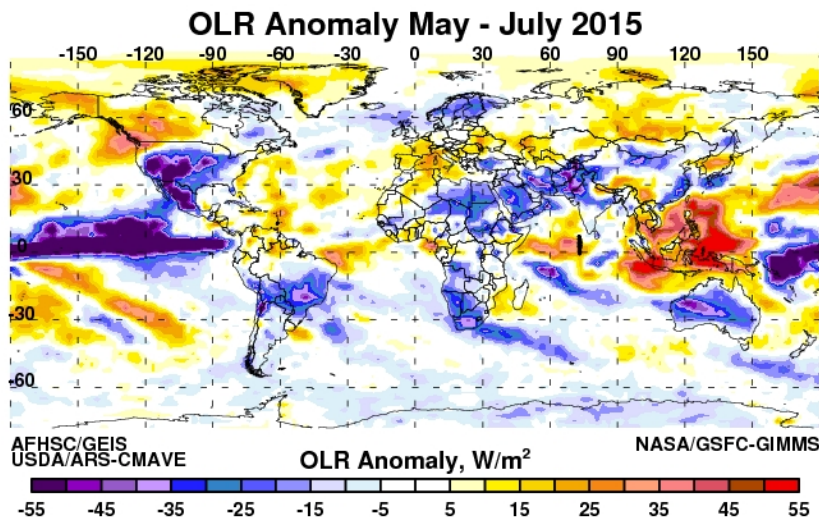 OLR Anomaly May - July 2015
-150 -120 -90 -60 -30 0 30 60 90 120 150
60
30
0
-30
-60
AFHSC/GEIS
USDA/ARS-CMAVE
NASA/GSFC-GIMMS
OLR Anomaly, W/m²
-55 -45 -35 -25 -15 -5 5 15 25 35 45 55